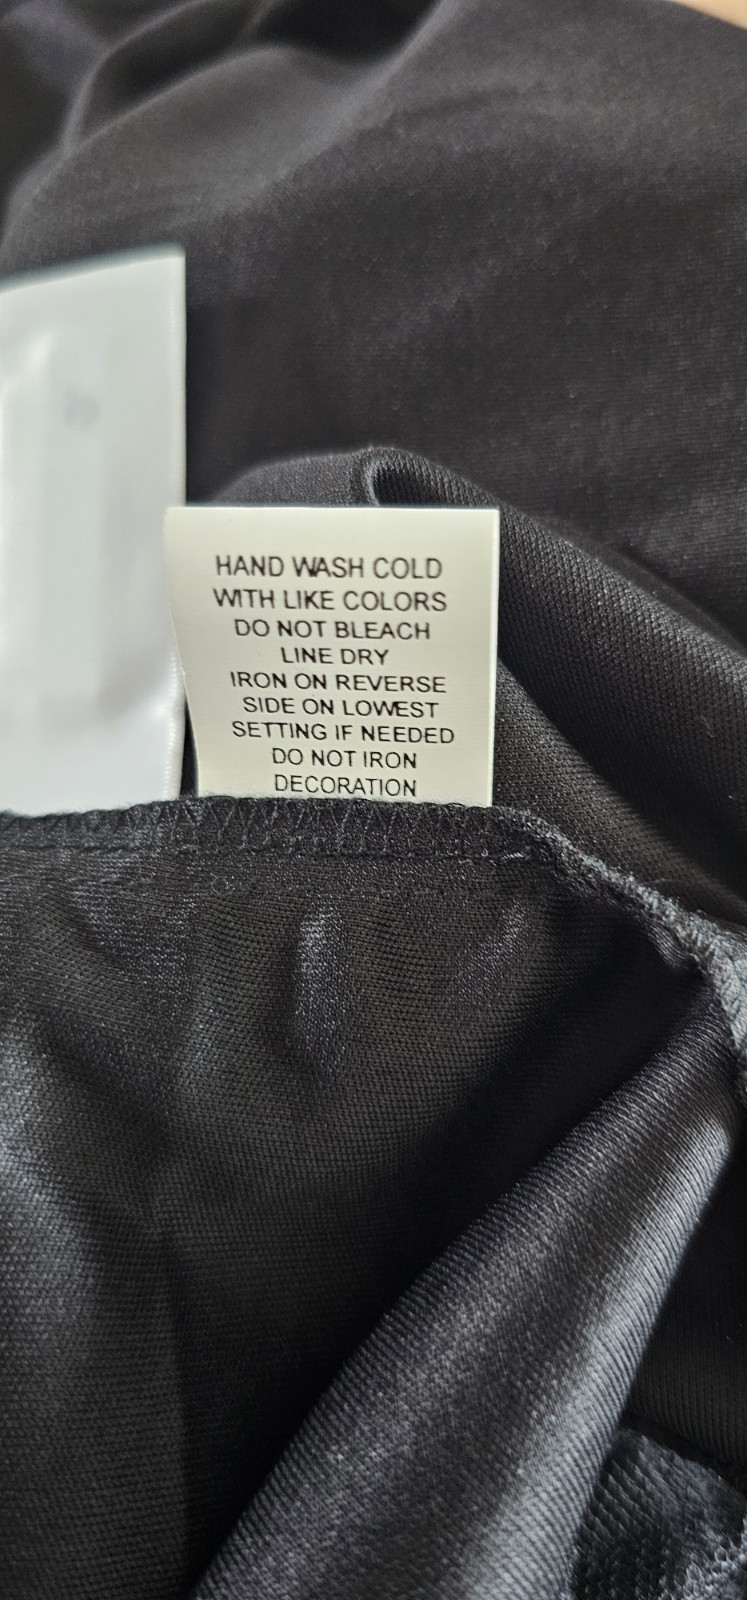 HAND WASH COLD
WITH LIKE COLORS
DO NOT BLEACH
LINE DRY
IRON ON REVERSE
SIDE ON LOWEST
SETTING IF NEEDED
DO NOT IRON
DECORATION